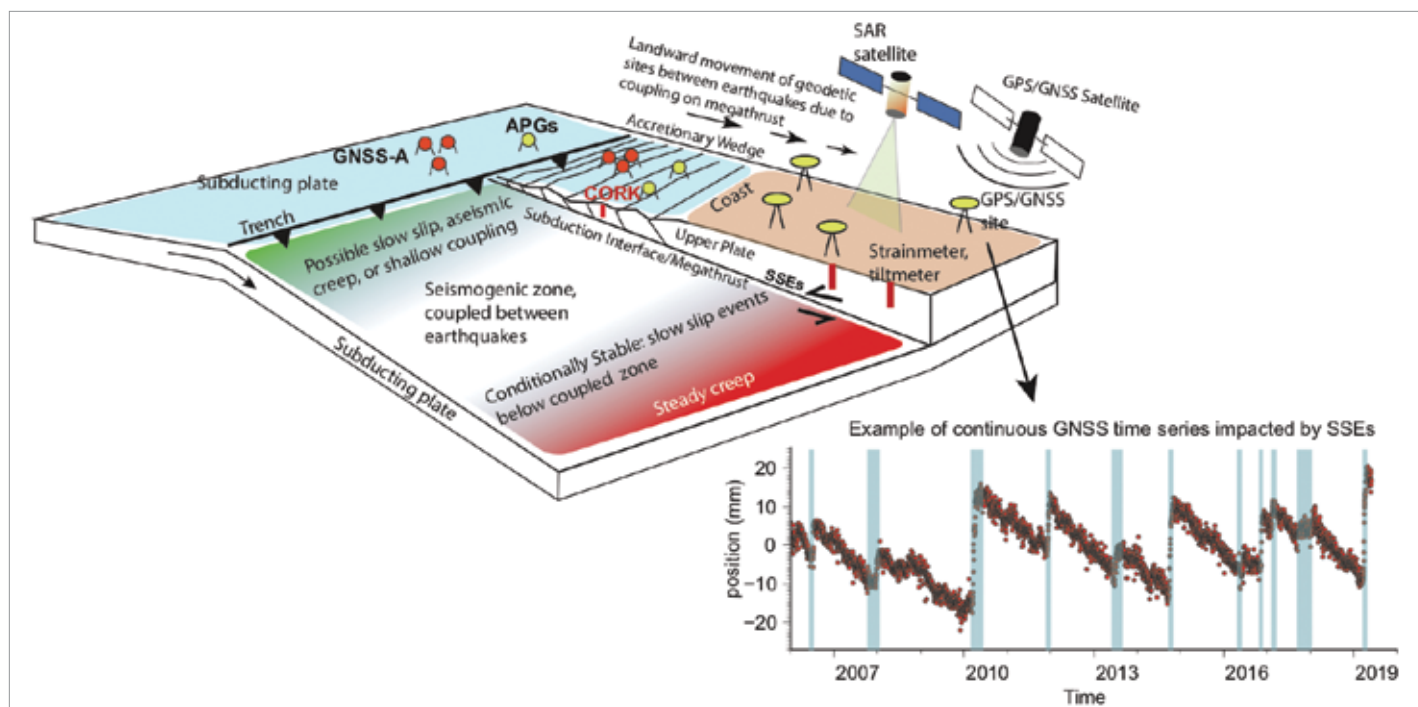 SAR
satellite
Landward movement of geodetic
sites between earthquakes due to
coupling on megathrust
GPS/GNSS Satellite
APGs
GNSS-A
Accretionary Wedge
Subducting plate
CORK
Coast
GPS/GNSS
site
Trench
Possible slow slip, aseismic
creep, or shallow coupling
Subduction Interface/Megathrust
Upper Plate
Strainmeter,
tiltmeter
SSEs
Seismogenic zone,
coupled between
earthquakes
Conditionally Stable: slow slip events
below coupled zone
Steady creep
Subducting plate
Example of continuous GNSS time series impacted by SSEs
position (mm)
20
10
0
−10
−20
2007
2010
2013
2016
2019
Time